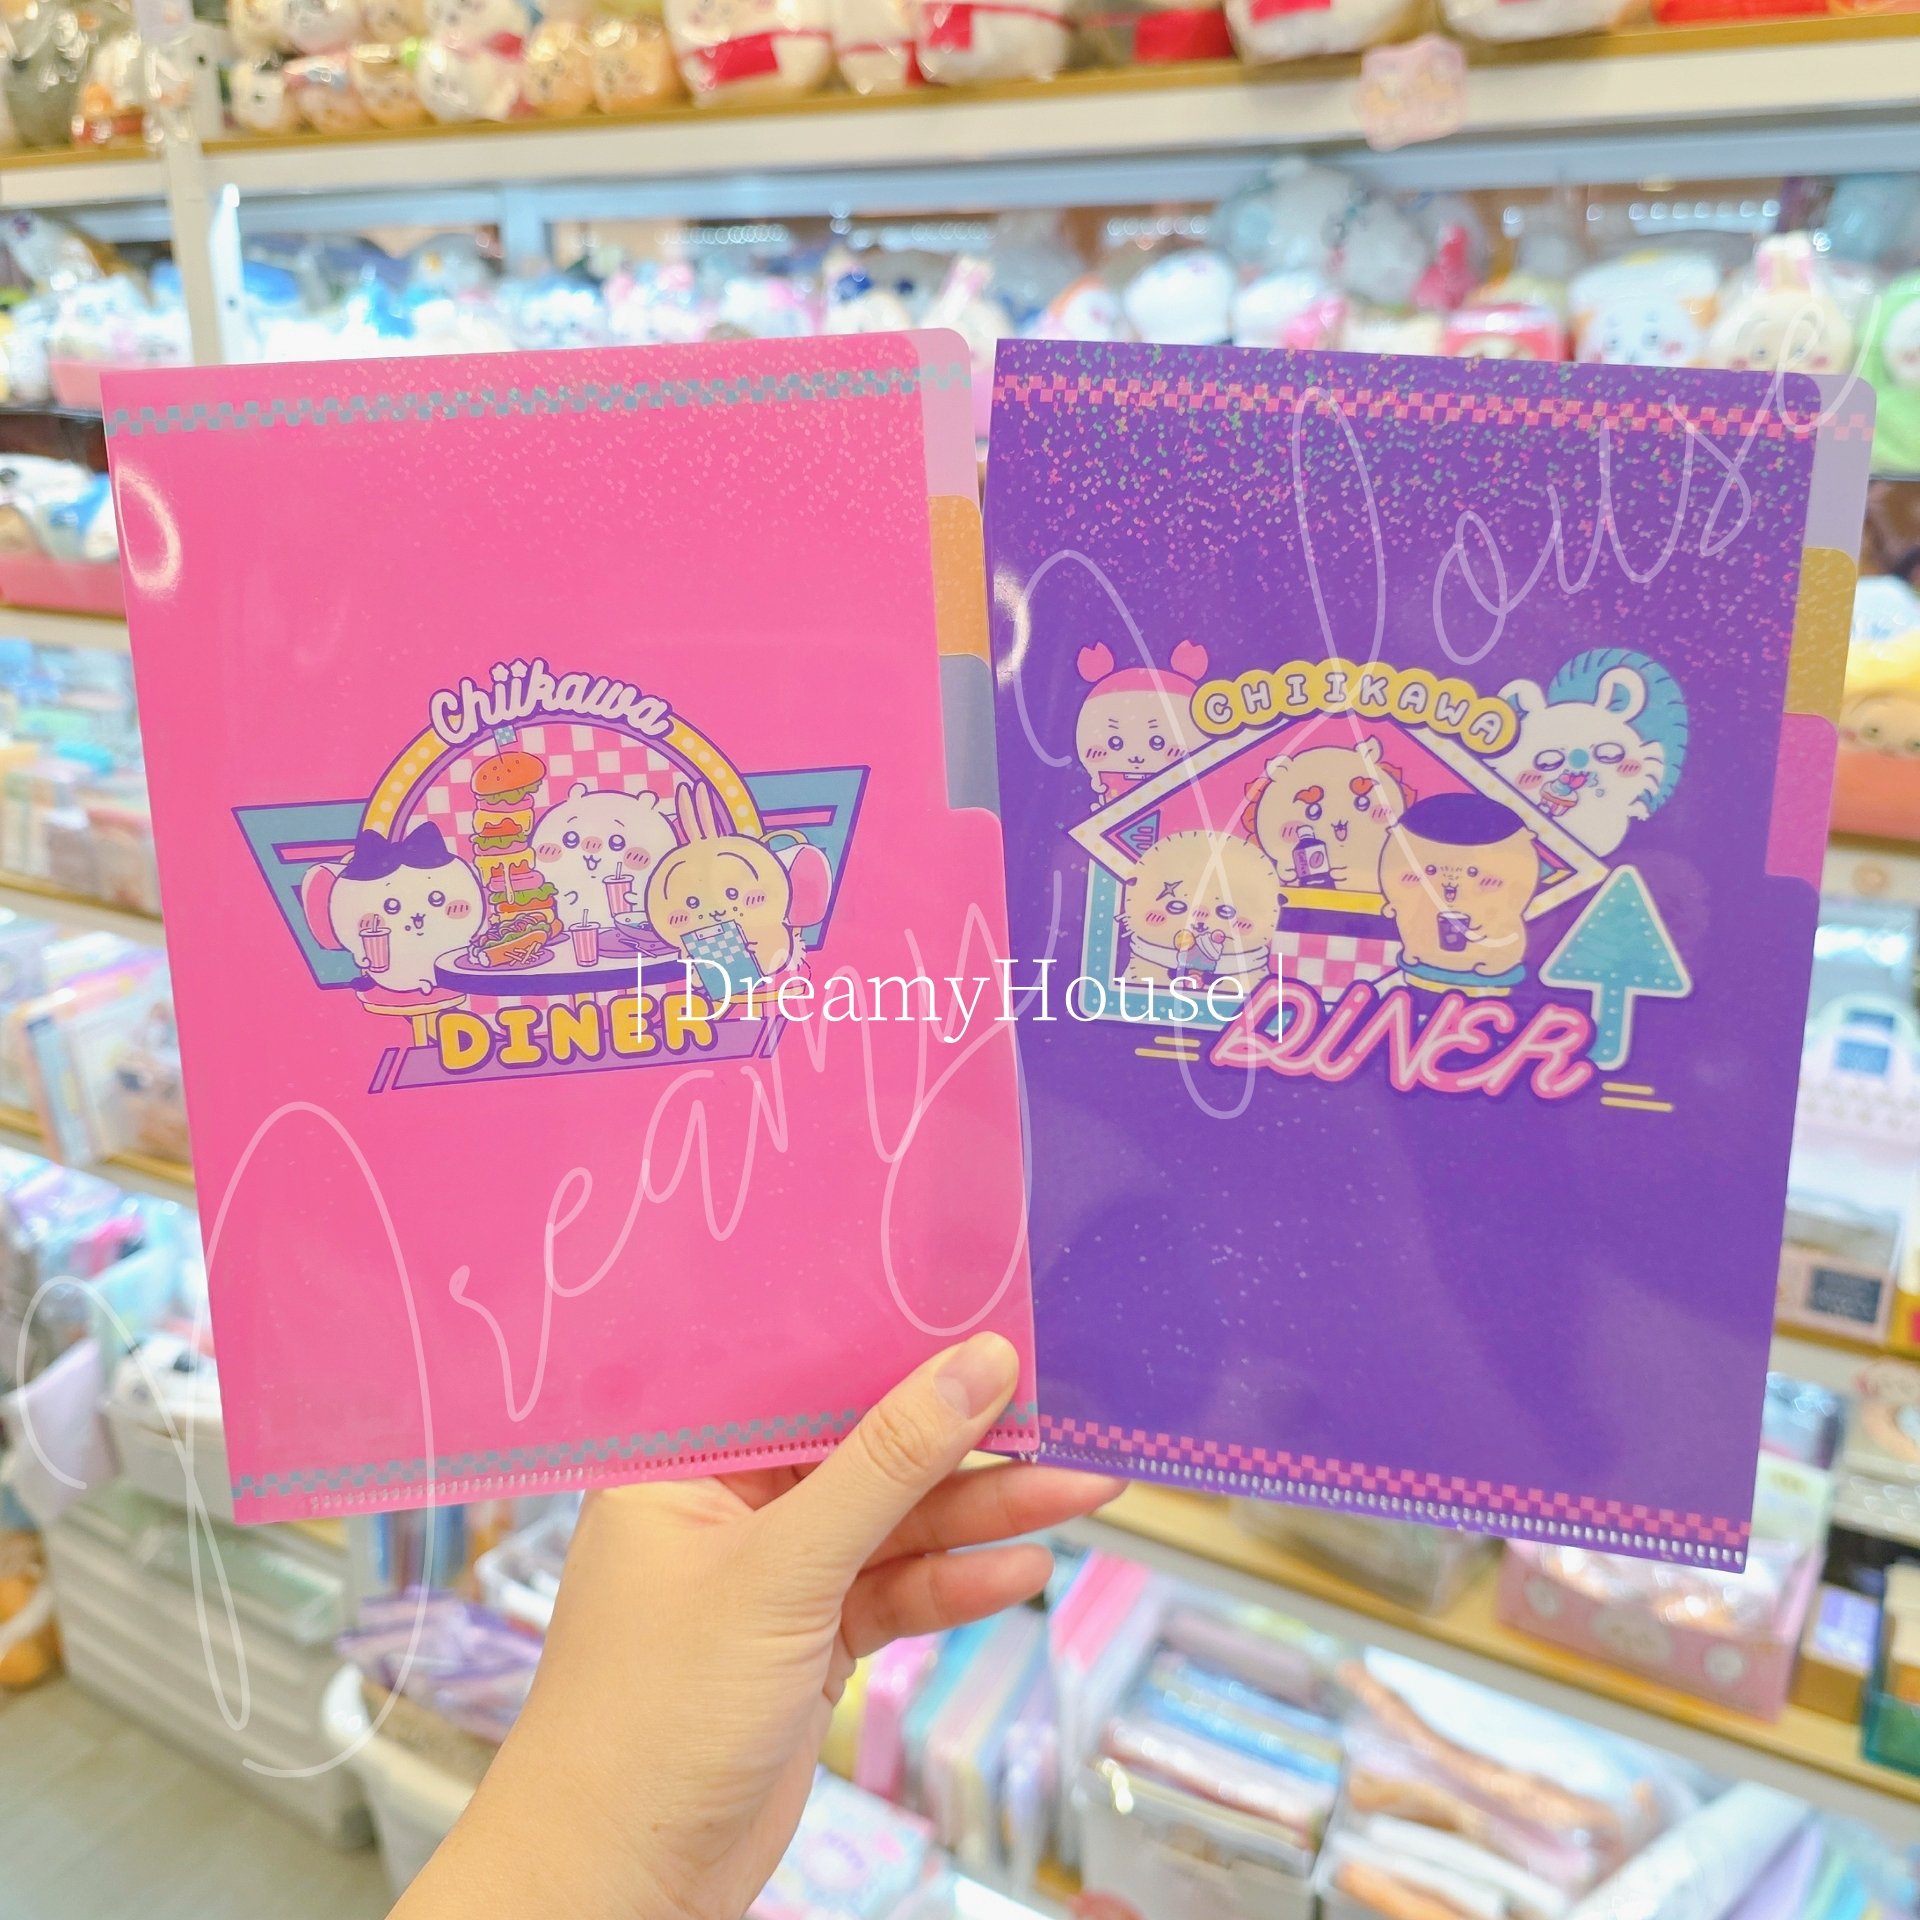 Chiikawa
DINER
CHIIKAWA
DiNER
| DreamyHouse |
DreamyHouse